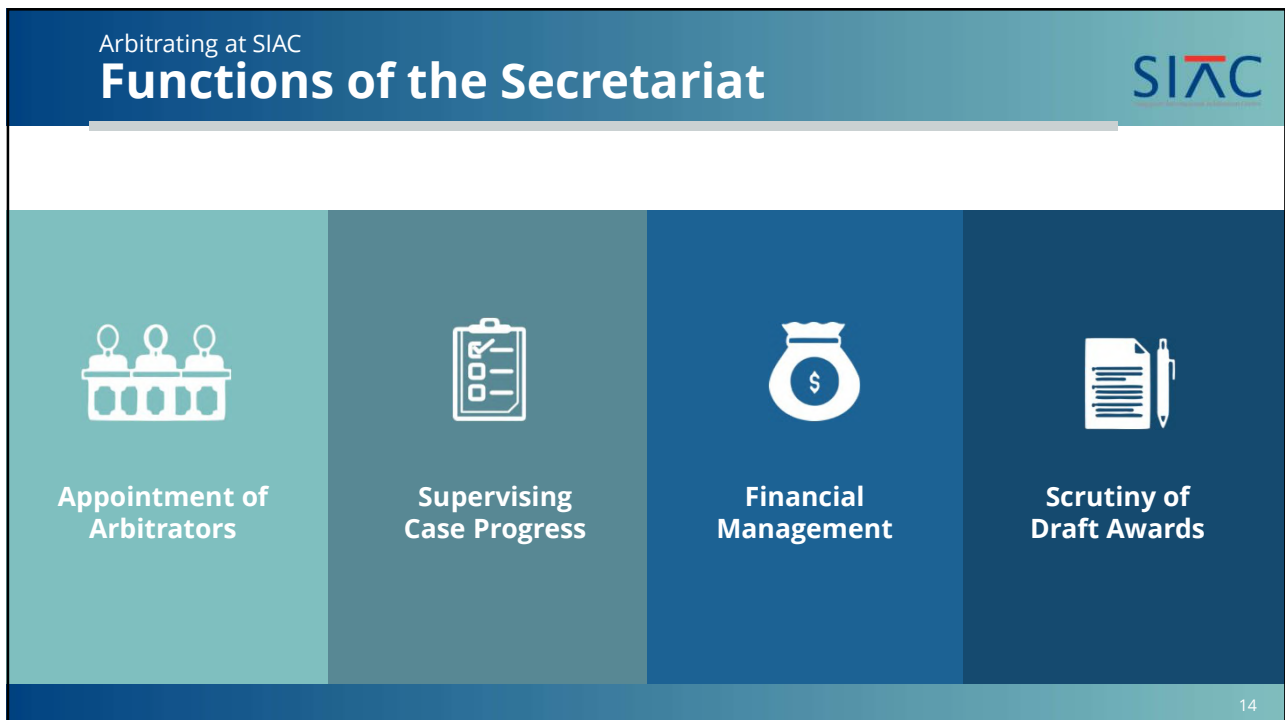 Arbitrating at SIAC
Functions of the Secretariat
SIAC
$
Appointment of
Arbitrators
Supervising
Case Progress
Financial
Management
Scrutiny of
Draft Awards
14